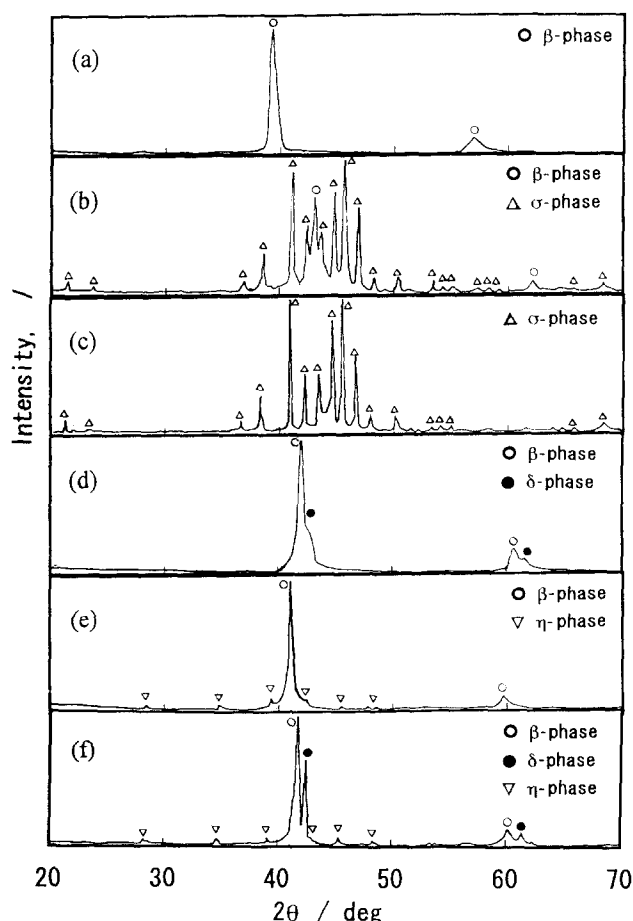 (a)
β-phase
(b)
β-phase
σ-phase
(c)
σ-phase
(d)
β-phase
δ-phase
(e)
β-phase
η-phase
(f)
β-phase
δ-phase
η-phase
Intensity, /
20 30 40 50 60 70
2θ / deg